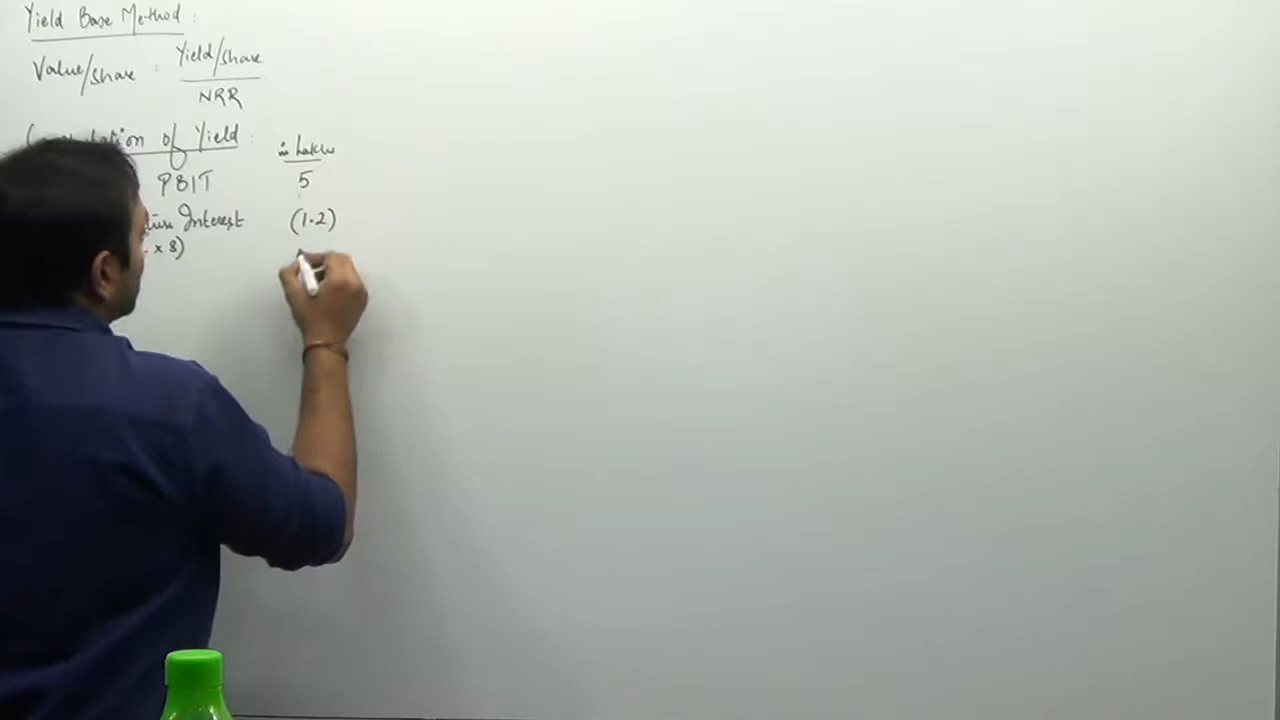 Yield Base Method :
Value/share : Yield/share
NRR
of Yield :
in Lakhs
PBIT 5
Interest (1.2)
x 8)